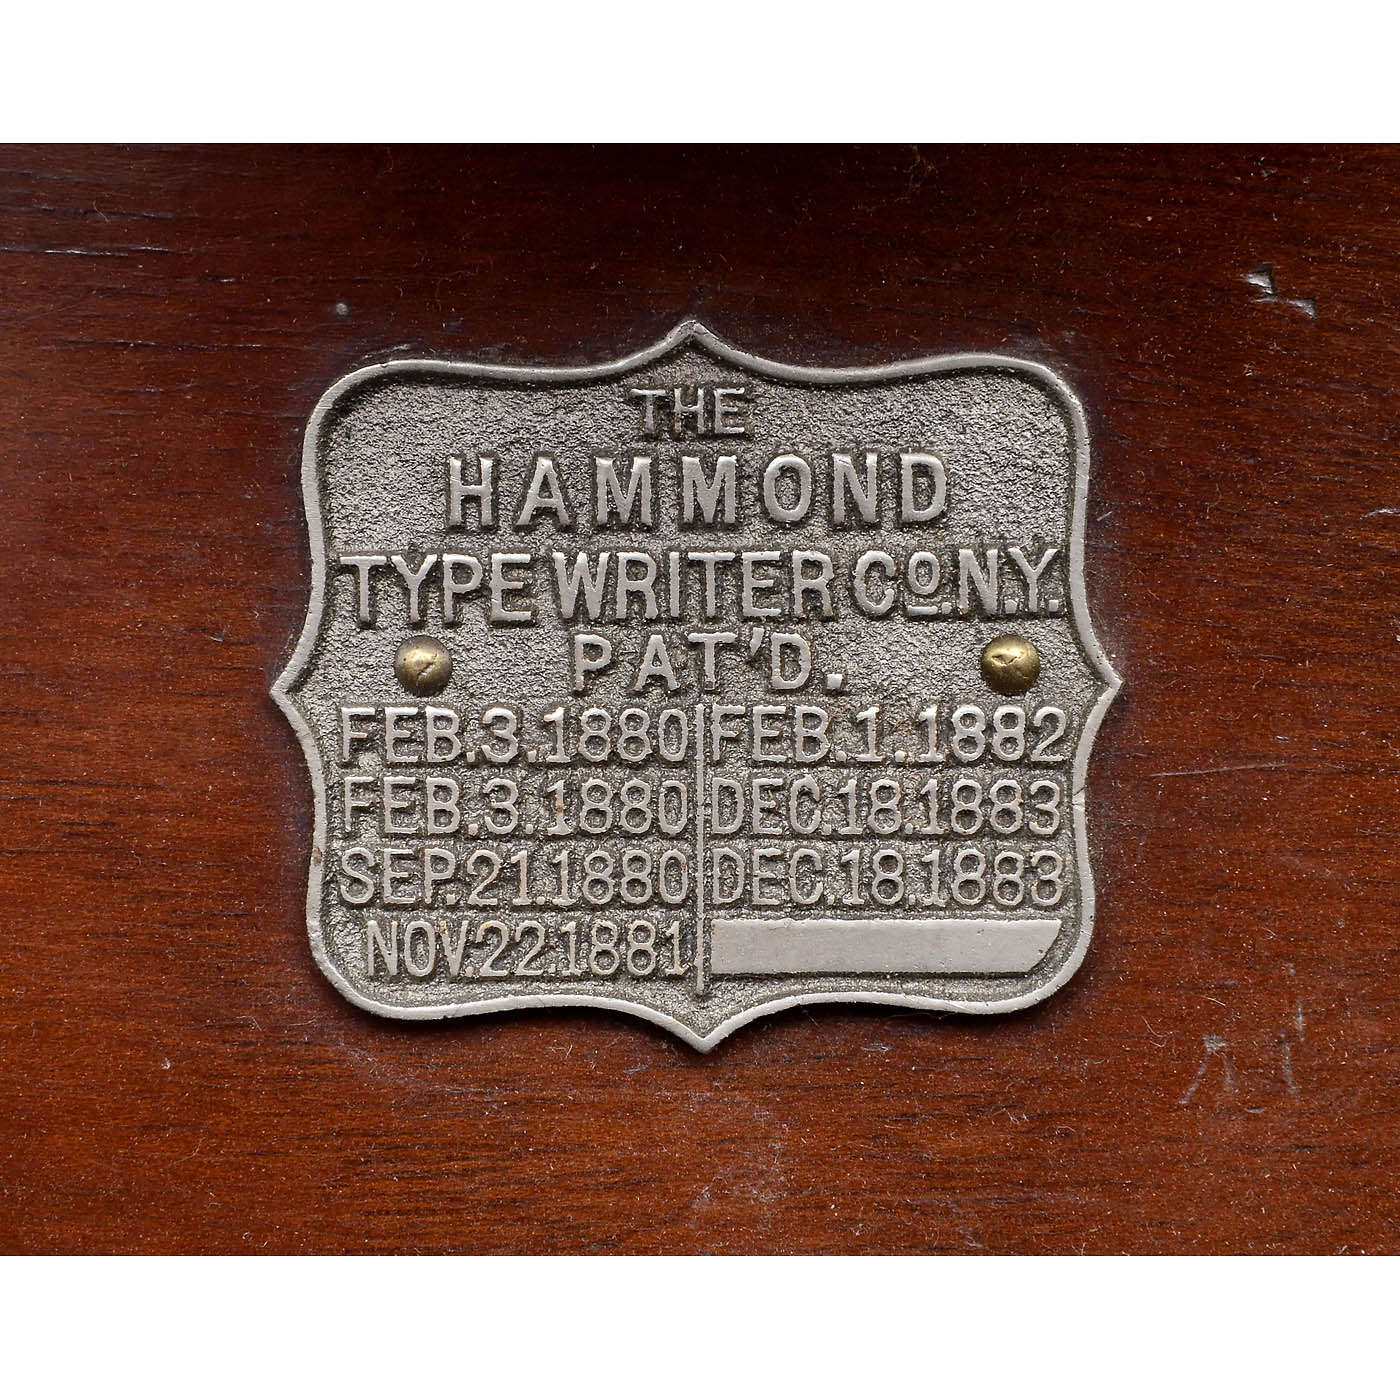 THE
HAMMOND
TYPE WRITER Co. N.Y.
PAT'D.
FEB.3.1880 FEB.1.1882
FEB.3.1880 DEC.18.1883
SEP.21.1880 DEC.18.1883
NOV.22.1881